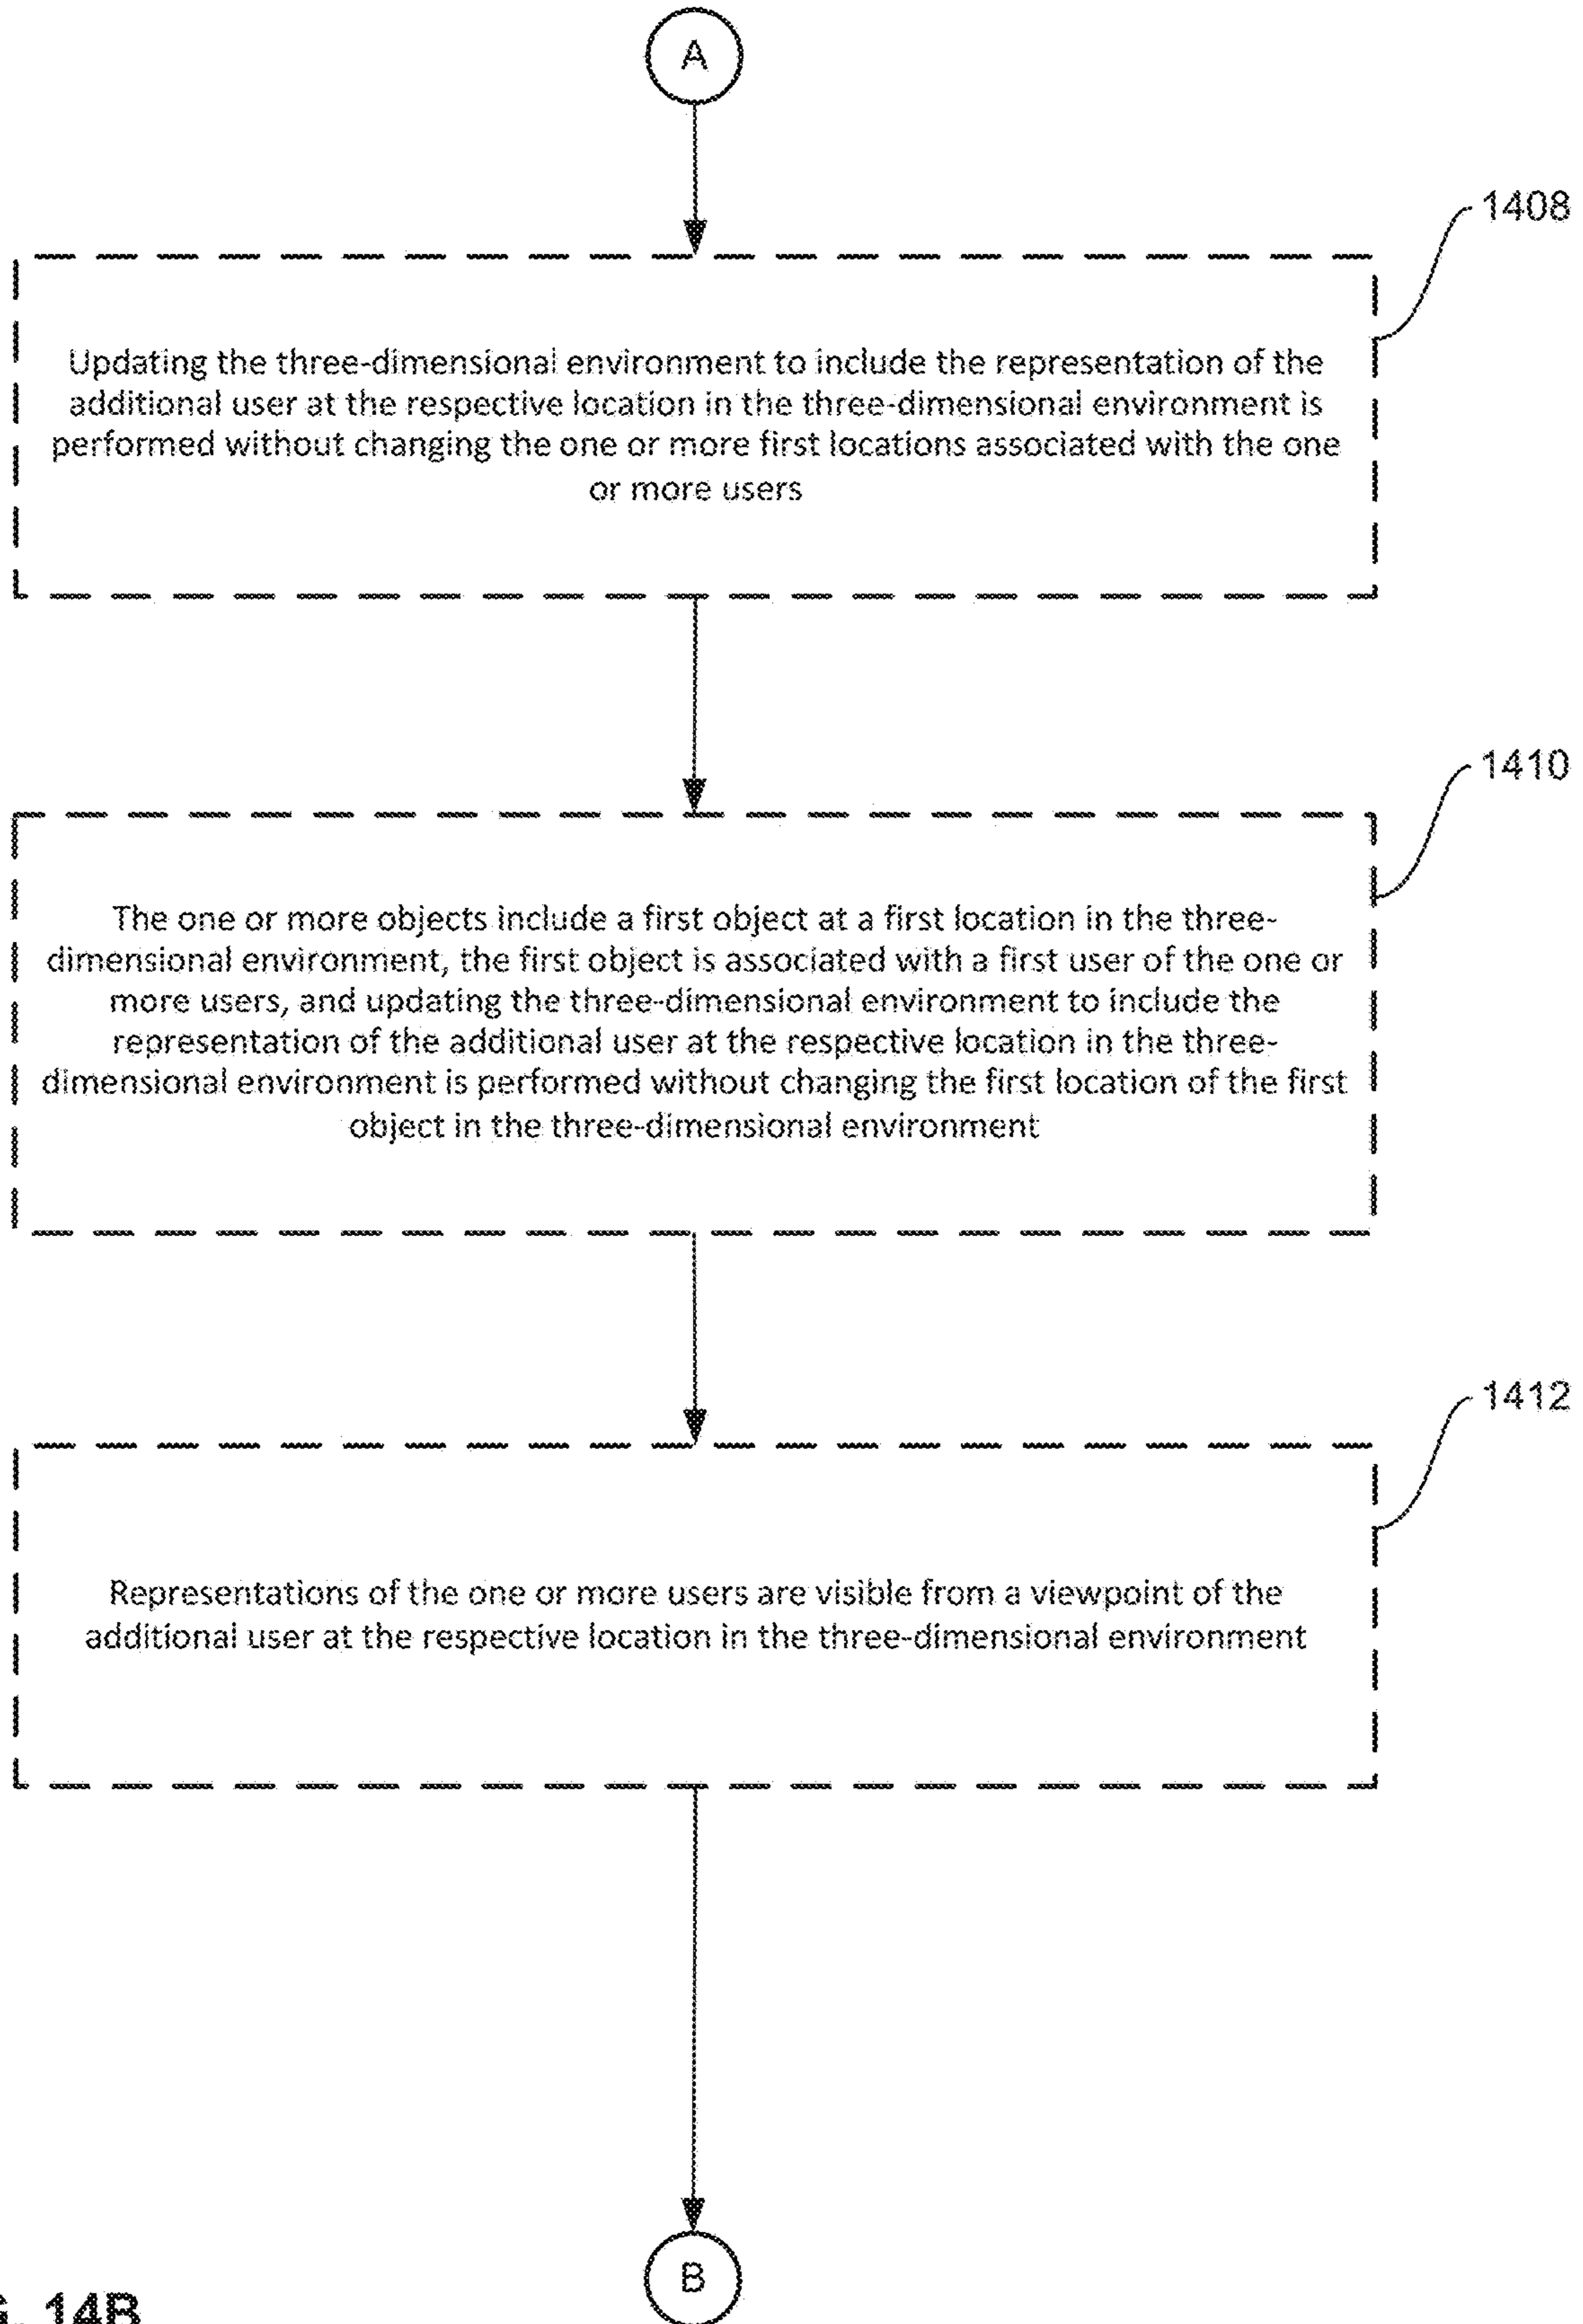 A
1408
Updating the three-dimensional environment to include the representation of the
additional user at the respective location in the three-dimensional environment is
performed without changing the one or more first locations associated with the one
or more users
1410
The one or more objects include a first object at a first location in the three-
dimensional environment, the first object is associated with a first user of the one or
more users, and updating the three-dimensional environment to include the
representation of the additional user at the respective location in the three-
dimensional environment is performed without changing the first location of the first
object in the three-dimensional environment
1412
Representations of the one or more users are visible from a viewpoint of the
additional user at the respective location in the three-dimensional environment
B
14B